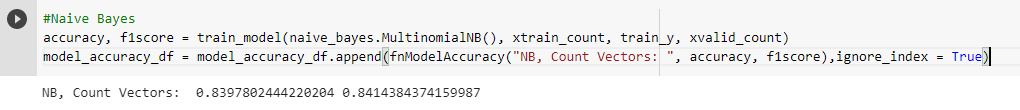 #Naive Bayes
accuracy, f1score = train_model(naive_bayes.MultinomialNB(), xtrain_count, train_y, xvalid_count)
model_accuracy_df = model_accuracy_df.append(fnModelAccuracy("NB, Count Vectors: ", accuracy, f1score),ignore_index = True)
NB, Count Vectors:  0.8397802444220204 0.8414384374159987